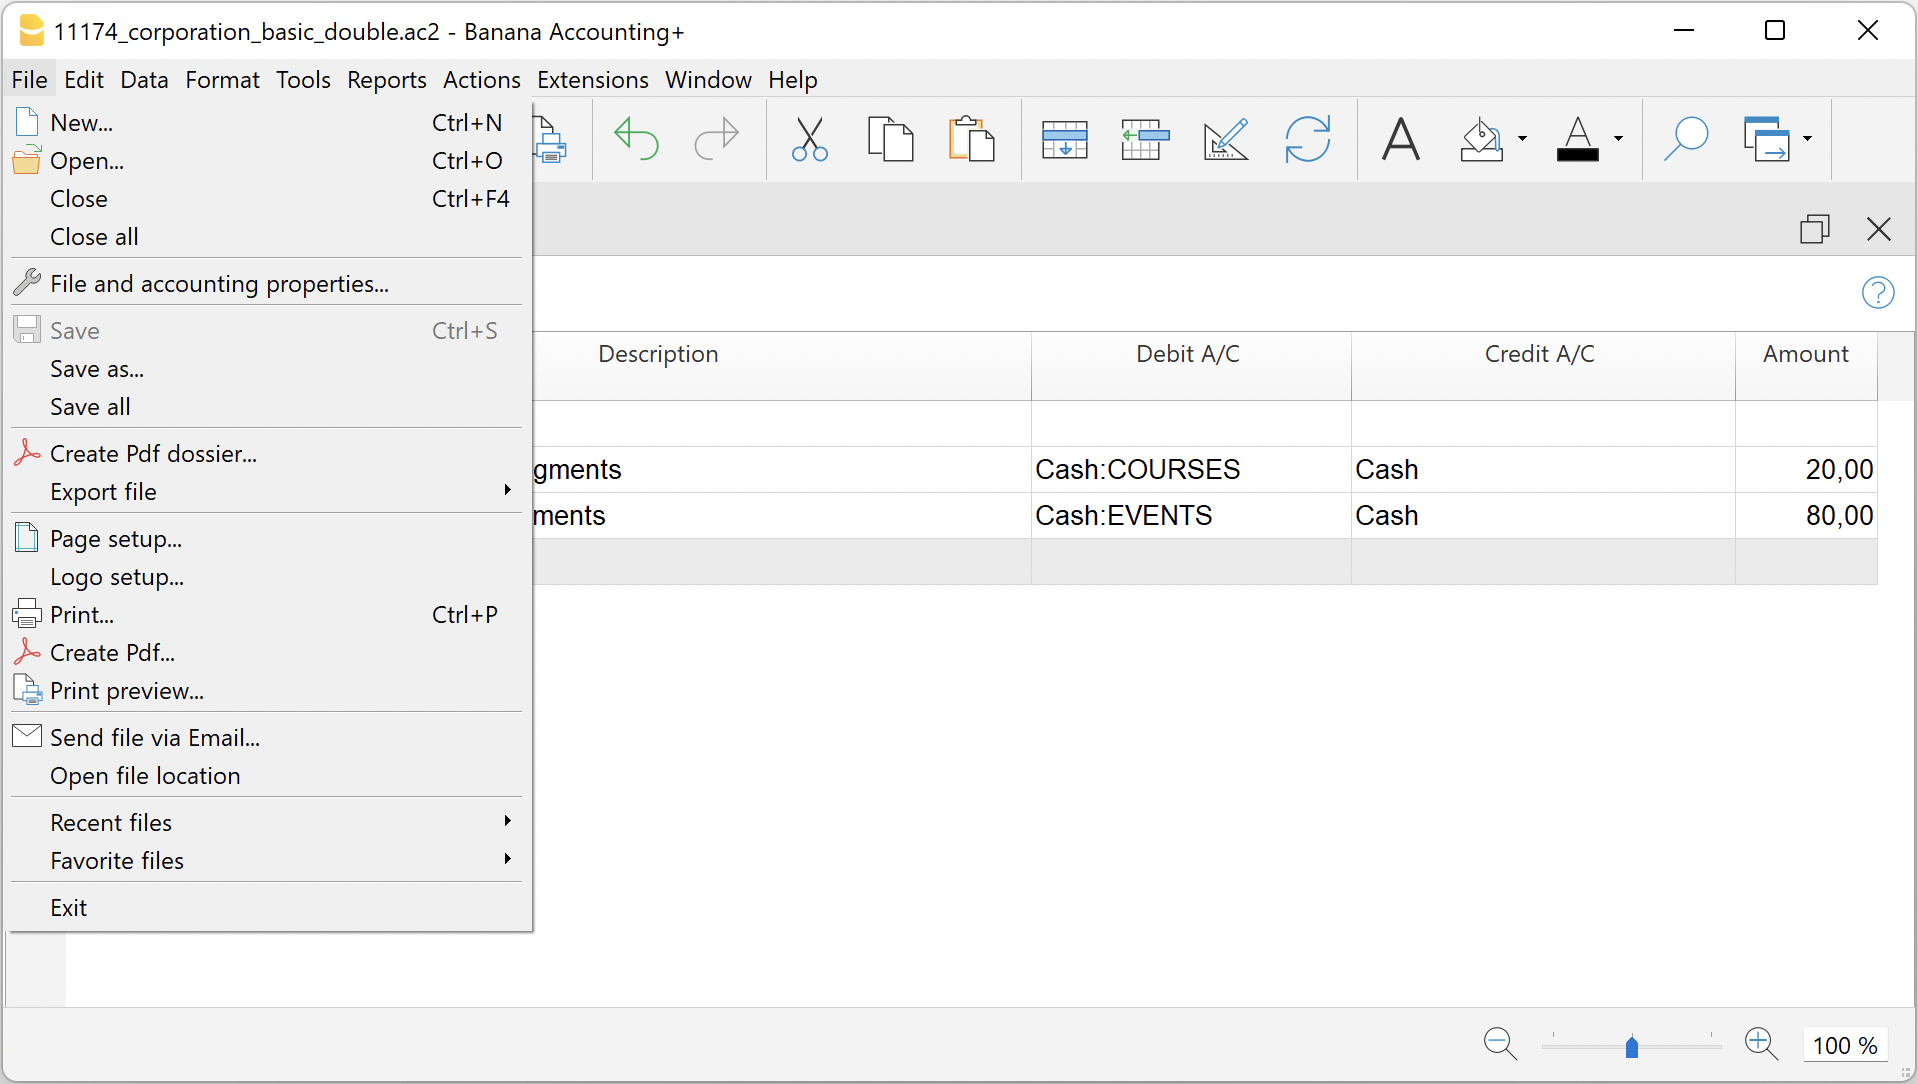 11174_corporation_basic_double.ac2 - Banana Accounting+
File Edit Data Format Tools Reports Actions Extensions Window Help
New... Ctrl+N
Open... Ctrl+O
Close Ctrl+F4
Close all
File and accounting properties...
Save Ctrl+S
Save as...
Save all
Create Pdf dossier...
Export file
Page setup...
Logo setup...
Print... Ctrl+P
Create Pdf...
Print preview...
Send file via Email...
Open file location
Recent files
Favorite files
Exit
?
Description Debit A/C Credit A/C Amount
gments Cash:COURSES Cash 20,00
ments Cash:EVENTS Cash 80,00
100 %